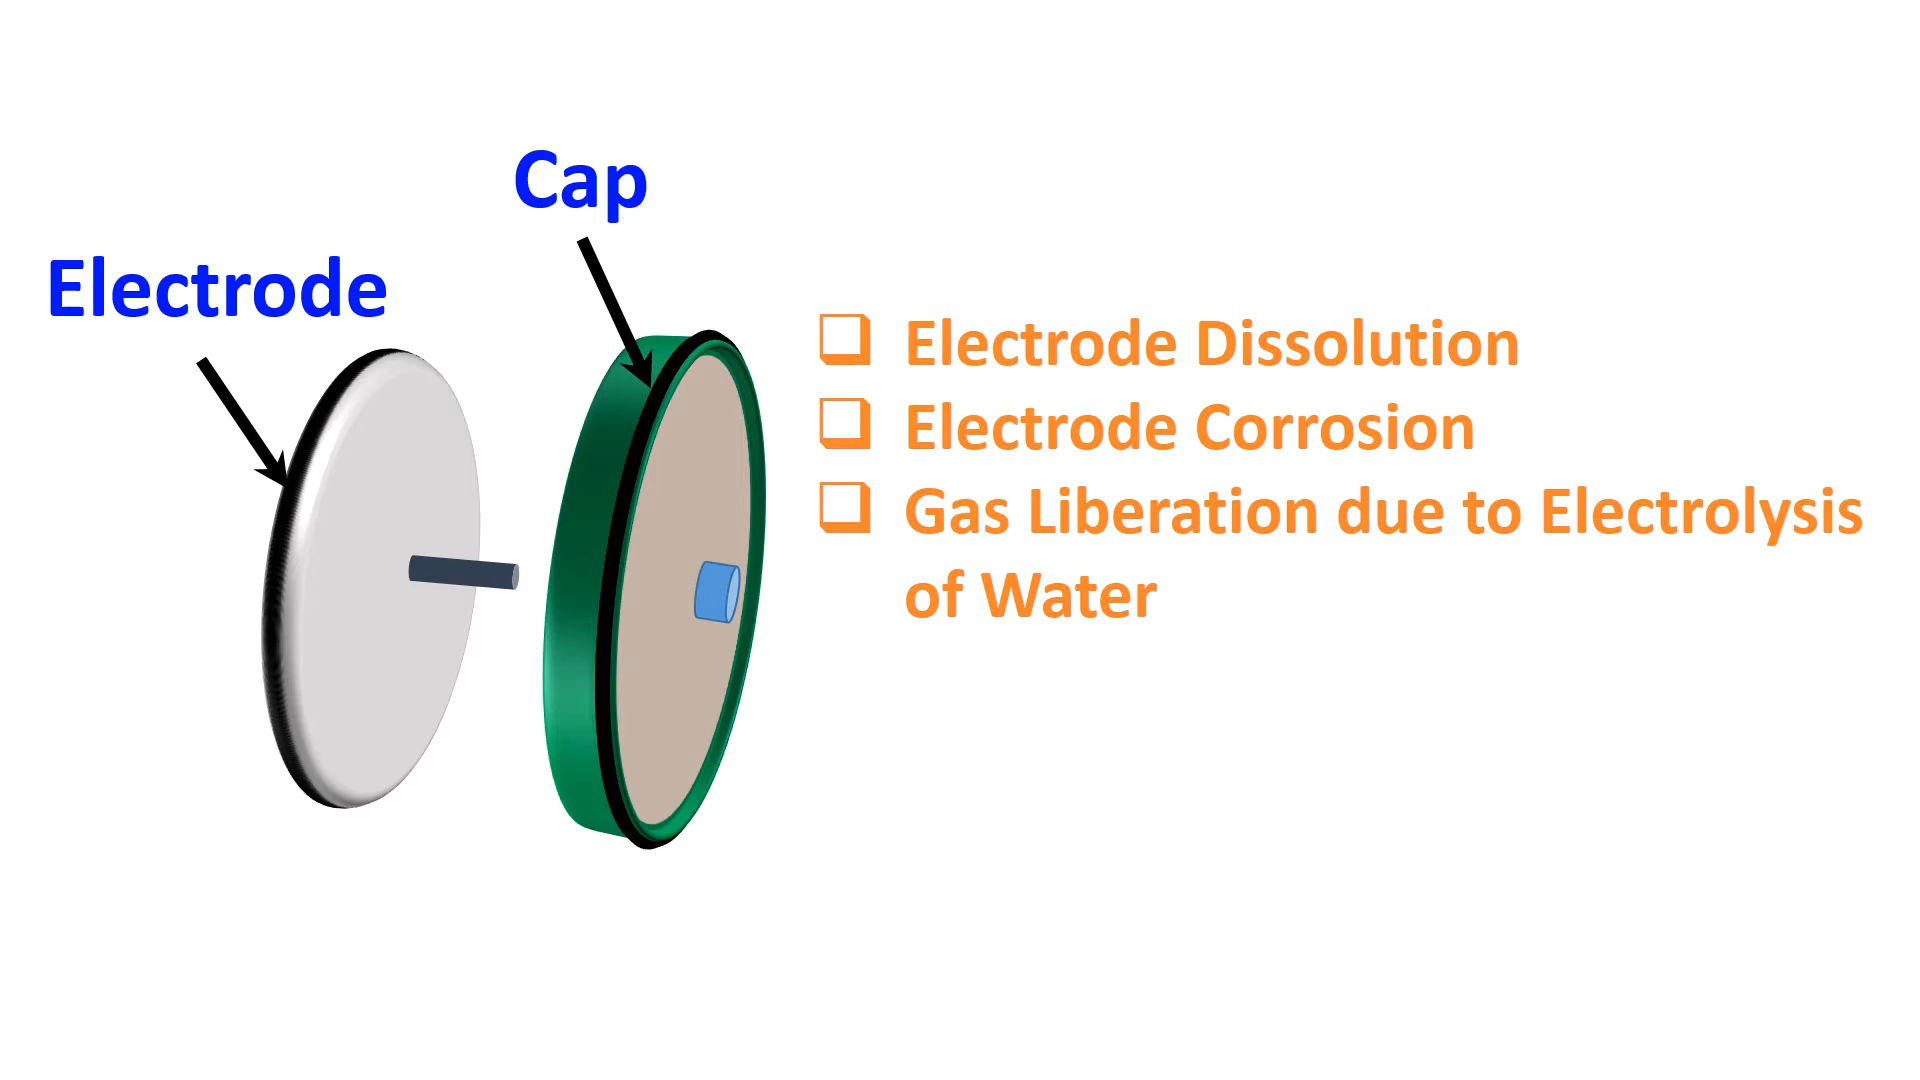 Cap
Electrode
Electrode Dissolution
Electrode Corrosion
Gas Liberation due to Electrolysis
of Water